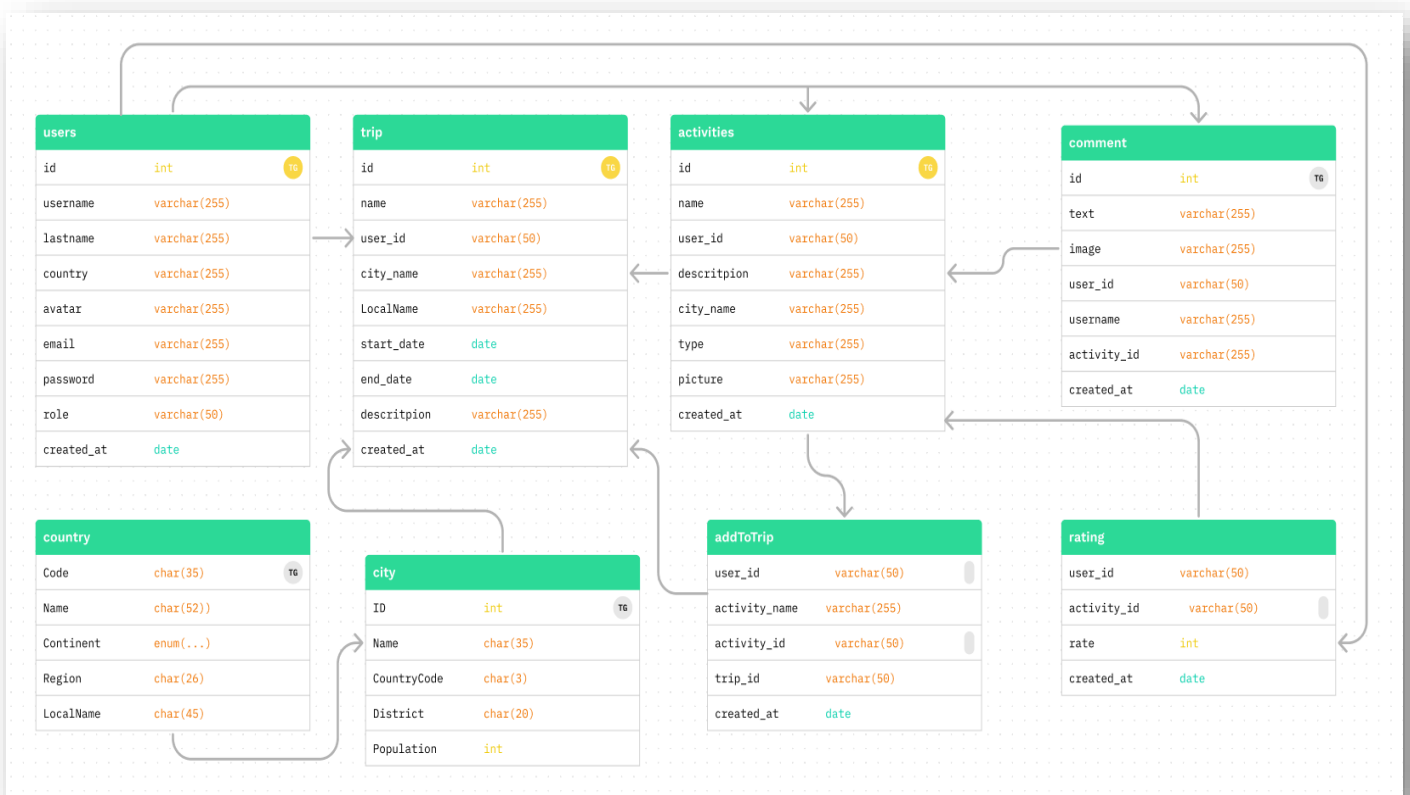 users
id int TG
username varchar(255)
lastname varchar(255)
country varchar(255)
avatar varchar(255)
email varchar(255)
password varchar(255)
role varchar(50)
created_at date
trip
id int TG
name varchar(255)
user_id varchar(50)
city_name varchar(255)
LocalName varchar(255)
start_date date
end_date date
descritpion varchar(255)
created_at date
activities
id int TG
name varchar(255)
user_id varchar(50)
descritpion varchar(255)
city_name varchar(255)
type varchar(255)
picture varchar(255)
created_at date
comment
id int TG
text varchar(255)
image varchar(255)
user_id varchar(50)
username varchar(255)
activity_id varchar(255)
created_at date
country
Code char(35) TG
Name char(52))
Continent enum(...)
Region char(26)
LocalName char(45)
city
ID int TG
Name char(35)
CountryCode char(3)
District char(20)
Population int
addToTrip
user_id varchar(50)
activity_name varchar(255)
activity_id varchar(50)
trip_id varchar(50)
created_at date
rating
user_id varchar(50)
activity_id varchar(50)
rate int
created_at date